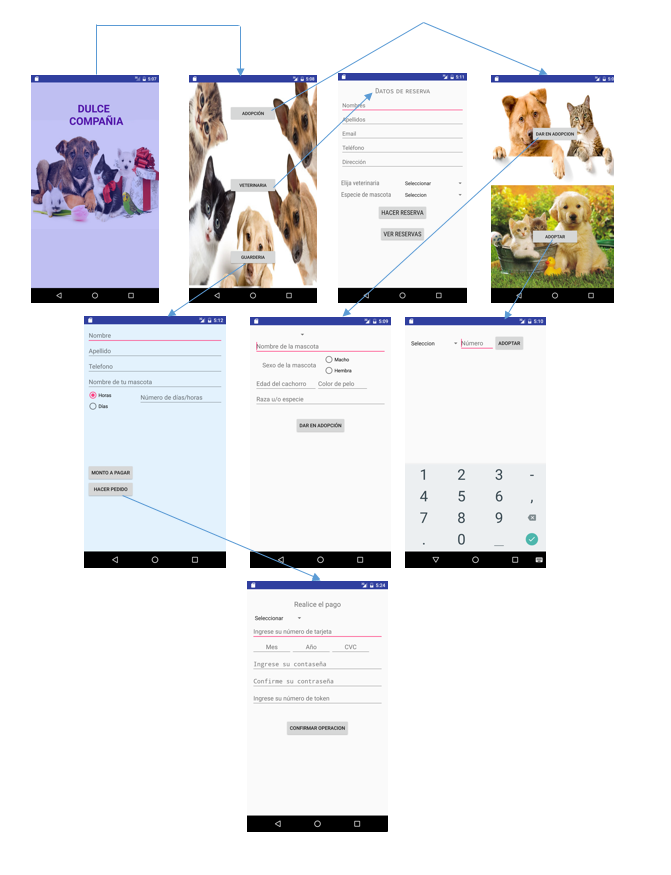 5:07
DULCE
COMPAÑIA
5:08
ADOPCIÓN
VETERINARIA
GUARDERIA
5:11
DATOS DE RESERVA
Nombres
Apellidos
Email
Teléfono
Dirección
Elija veterinaria Seleccionar
Especie de mascota Seleccion
HACER RESERVA
VER RESERVAS
DAR EN ADOPCION
ADOPTAR
5:12
Nombre
Apellido
Telefono
Nombre de tu mascota
Horas
Número de días/horas
Días
MONTO A PAGAR
HACER PEDIDO
5:09
Nombre de la mascota
Sexo de la mascota
Macho
Hembra
Edad del cachorro Color de pelo
Raza u/o especie
DAR EN ADOPCIÓN
5:10
Seleccion Número ADOPTAR
1 2 3 -
4 5 6 ,
7 8 9
. 0 _
5:24
Realice el pago
Seleccionar
Ingrese su número de tarjeta
Mes Año CVC
Ingrese su contaseña
Confirme su contraseña
Ingrese su número de token
CONFIRMAR OPERACION